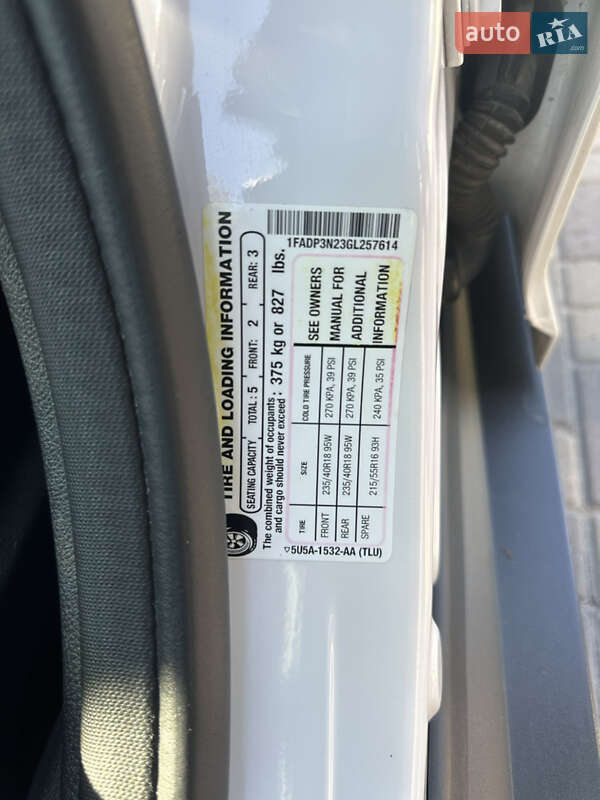 auto RIA .com
1FADP3N23GL257614
TIRE AND LOADING INFORMATION
SEATING CAPACITY TOTAL: 5 FRONT: 2 REAR: 3
The combined weight of occupants
and cargo should never exceed: 375 kg or 827 lbs.
TIRE SIZE COLD TIRE PRESSURE SEE OWNERS
FRONT 235/40R18 95W 270 KPA, 39 PSI MANUAL FOR
REAR 235/40R18 95W 270 KPA, 39 PSI ADDITIONAL
SPARE 215/55R16 93H 240 KPA, 35 PSI INFORMATION
▽5U5A-1532-AA (TLU)